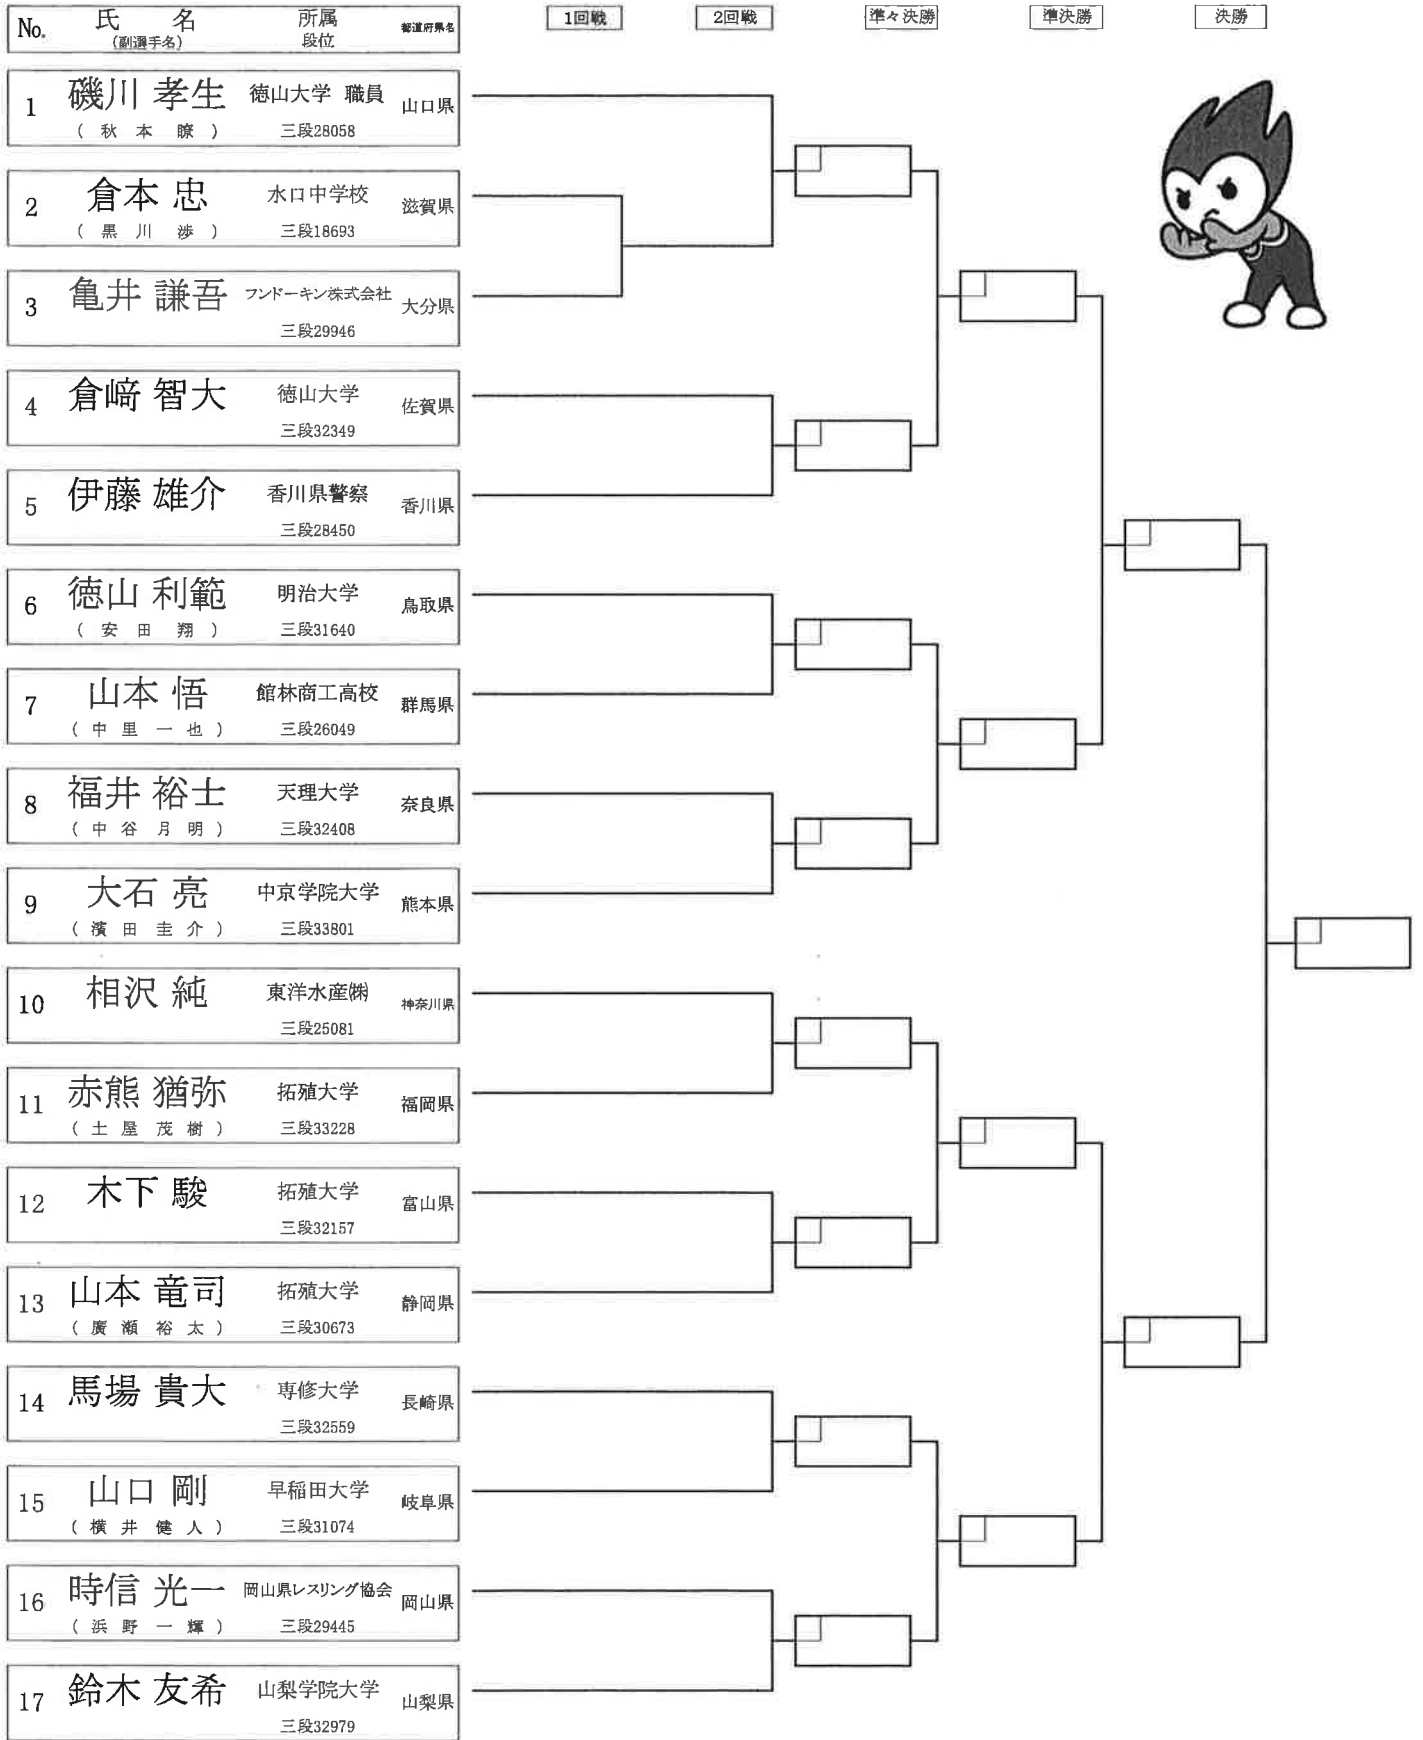 No. 氏名 所属 都道府県名 1回戦 2回戦 準々決勝 準決勝 決勝
(副選手名) 段位
1 磯川 孝生 徳山大学 職員 山口県
(秋本 瞭) 三段28058
2 倉本 忠 水口中学校 滋賀県
(黒川 渉) 三段18693
3 亀井 謙吾 フンドーキン株式会社 大分県
三段29946
4 倉﨑 智大 徳山大学 佐賀県
三段32349
5 伊藤 雄介 香川県警察 香川県
三段28450
6 徳山 利範 明治大学 鳥取県
(安田 翔) 三段31640
7 山本 悟 館林商工高校 群馬県
(中里一也) 三段26049
8 福井 裕士 天理大学 奈良県
(中谷月明) 三段32408
9 大石 亮 中京学院大学 熊本県
(濱田圭介) 三段33801
10 相沢 純 東洋水産㈱ 神奈川県
三段25081
11 赤熊 猶弥 拓殖大学 福岡県
(土屋茂樹) 三段33228
12 木下 駿 拓殖大学 富山県
三段32157
13 山本 竜司 拓殖大学 静岡県
(廣瀬裕太) 三段30673
14 馬場 貴大 専修大学 長崎県
三段32559
15 山口 剛 早稲田大学 岐阜県
(横井健人) 三段31074
16 時信 光一 岡山県レスリング協会 岡山県
(浜野一輝) 三段29445
17 鈴木 友希 山梨学院大学 山梨県
三段32979